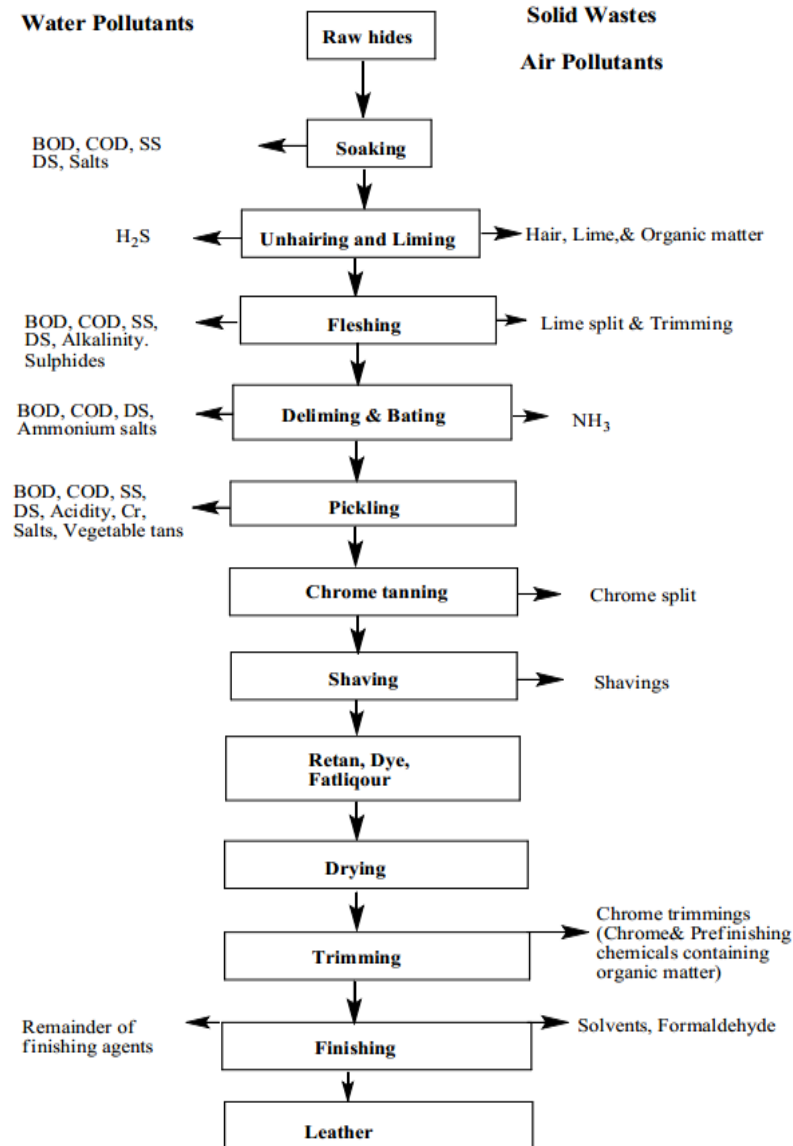 Water Pollutants
Solid Wastes
Air Pollutants
Raw hides
BOD, COD, SS
DS, Salts
Soaking
H₂S
Unhairing and Liming
Hair, Lime,& Organic matter
BOD, COD, SS,
DS, Alkalinity.
Sulphides
Fleshing
Lime split & Trimming
BOD, COD, DS,
Ammonium salts
Deliming & Bating
NH₃
BOD, COD, SS,
DS, Acidity, Cr,
Salts, Vegetable tans
Pickling
Chrome tanning
Chrome split
Shaving
Shavings
Retan, Dye,
Fatliqour
Drying
Trimming
Chrome trimmings
(Chrome& Prefinishing
chemicals containing
organic matter)
Remainder of
finishing agents
Finishing
Solvents, Formaldehyde
Leather